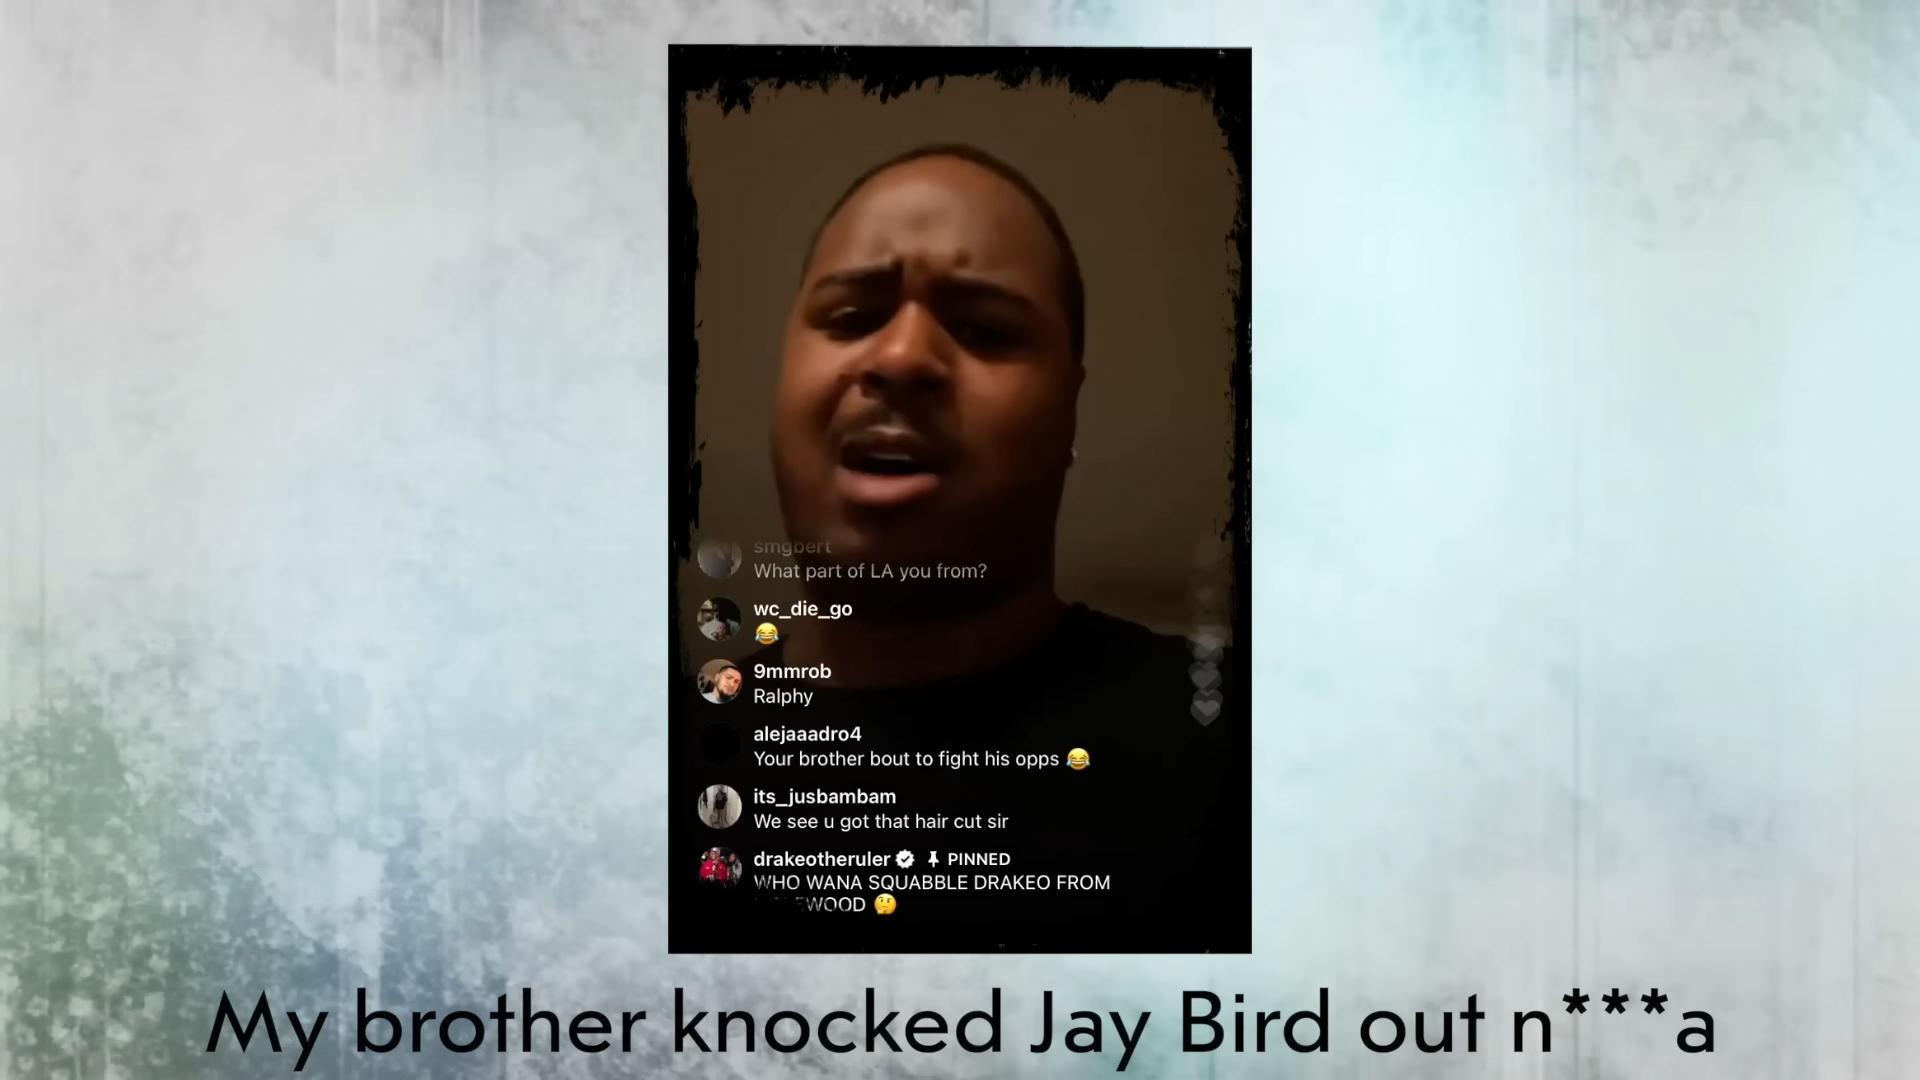 smgbert
What part of LA you from?
wc_die_go
😂
9mmrob
Ralphy
alejaaadro4
Your brother bout to fight his opps 😂
its_jusbambam
We see u got that hair cut sir
drakeotheruler PINNED
WHO WANA SQUABBLE DRAKEO FROM
🤔
My brother knocked Jay Bird out n***a